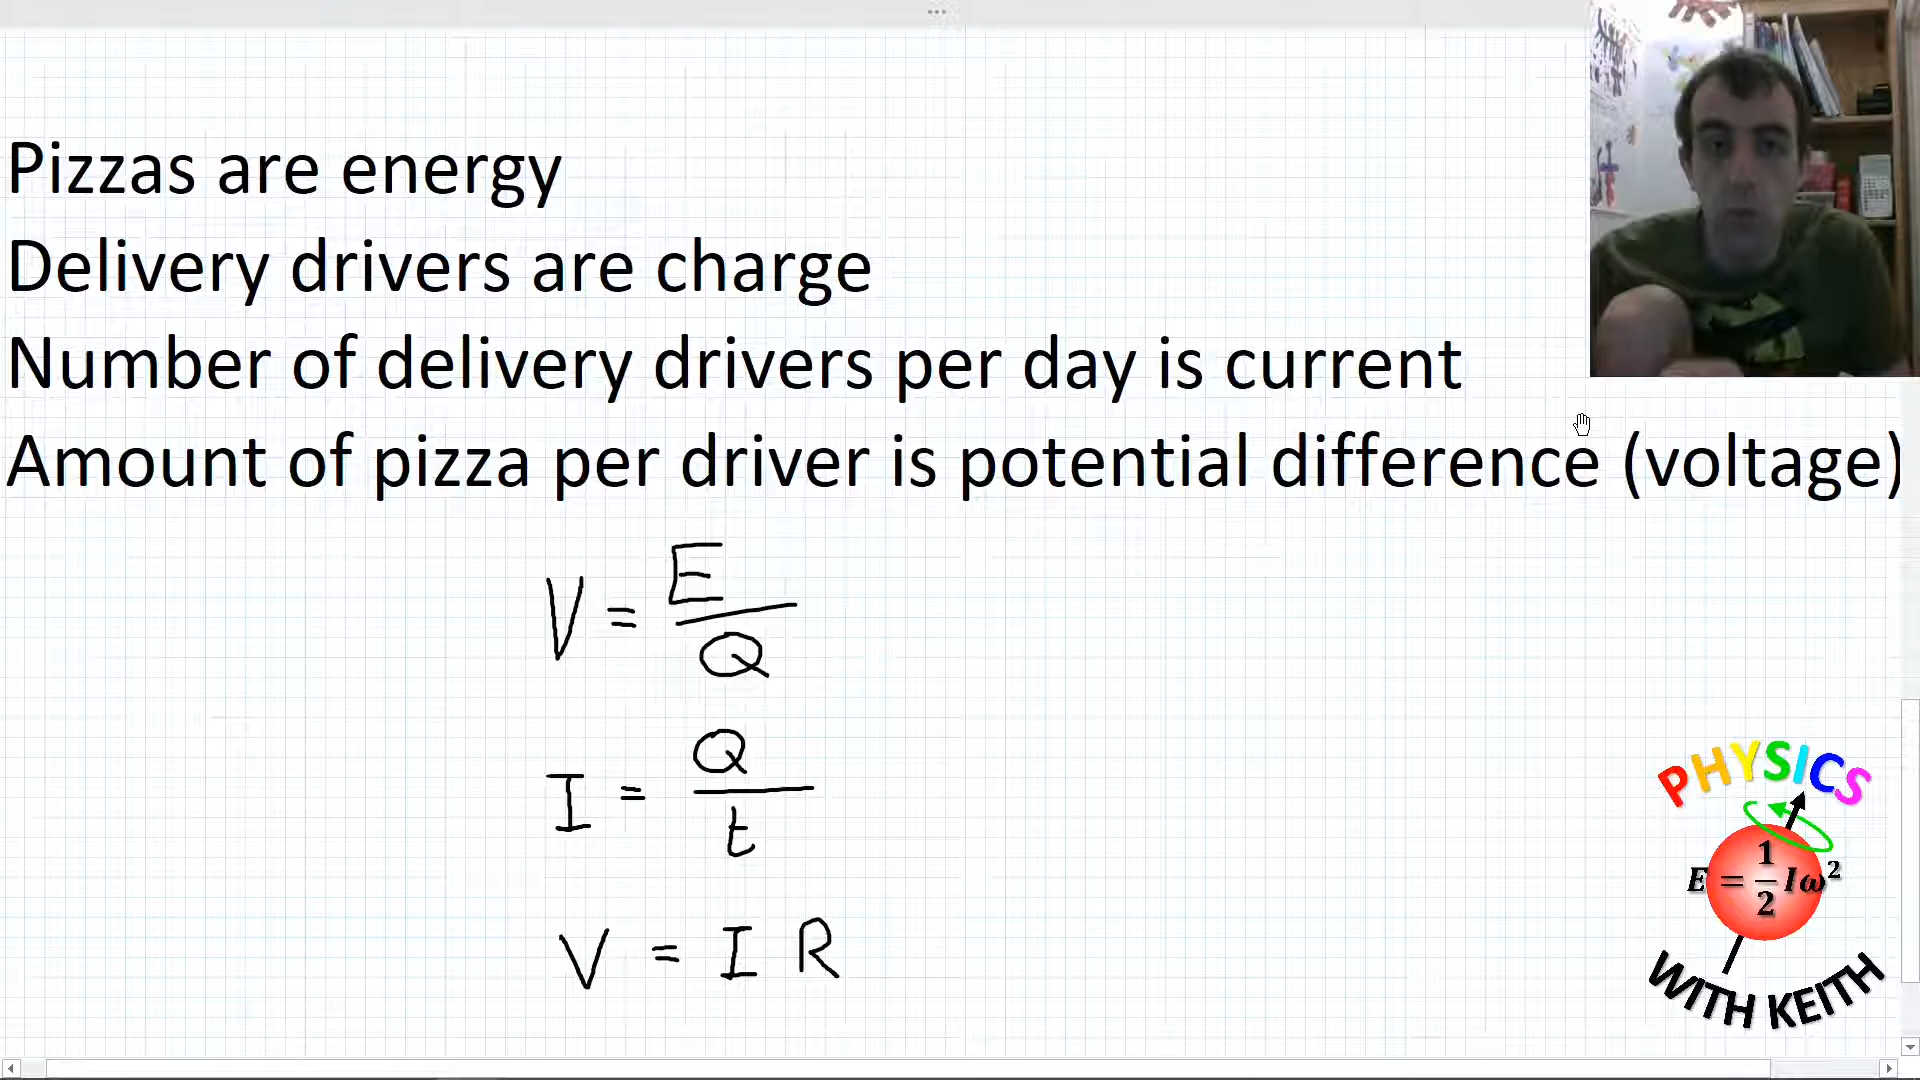 Pizzas are energy
Delivery drivers are charge
Number of delivery drivers per day is current
Amount of pizza per driver is potential difference (voltage)
V = E / Q
I = Q / t
V = I R
PHYSICS
E = 1/2 Iω²
WITH KEITH